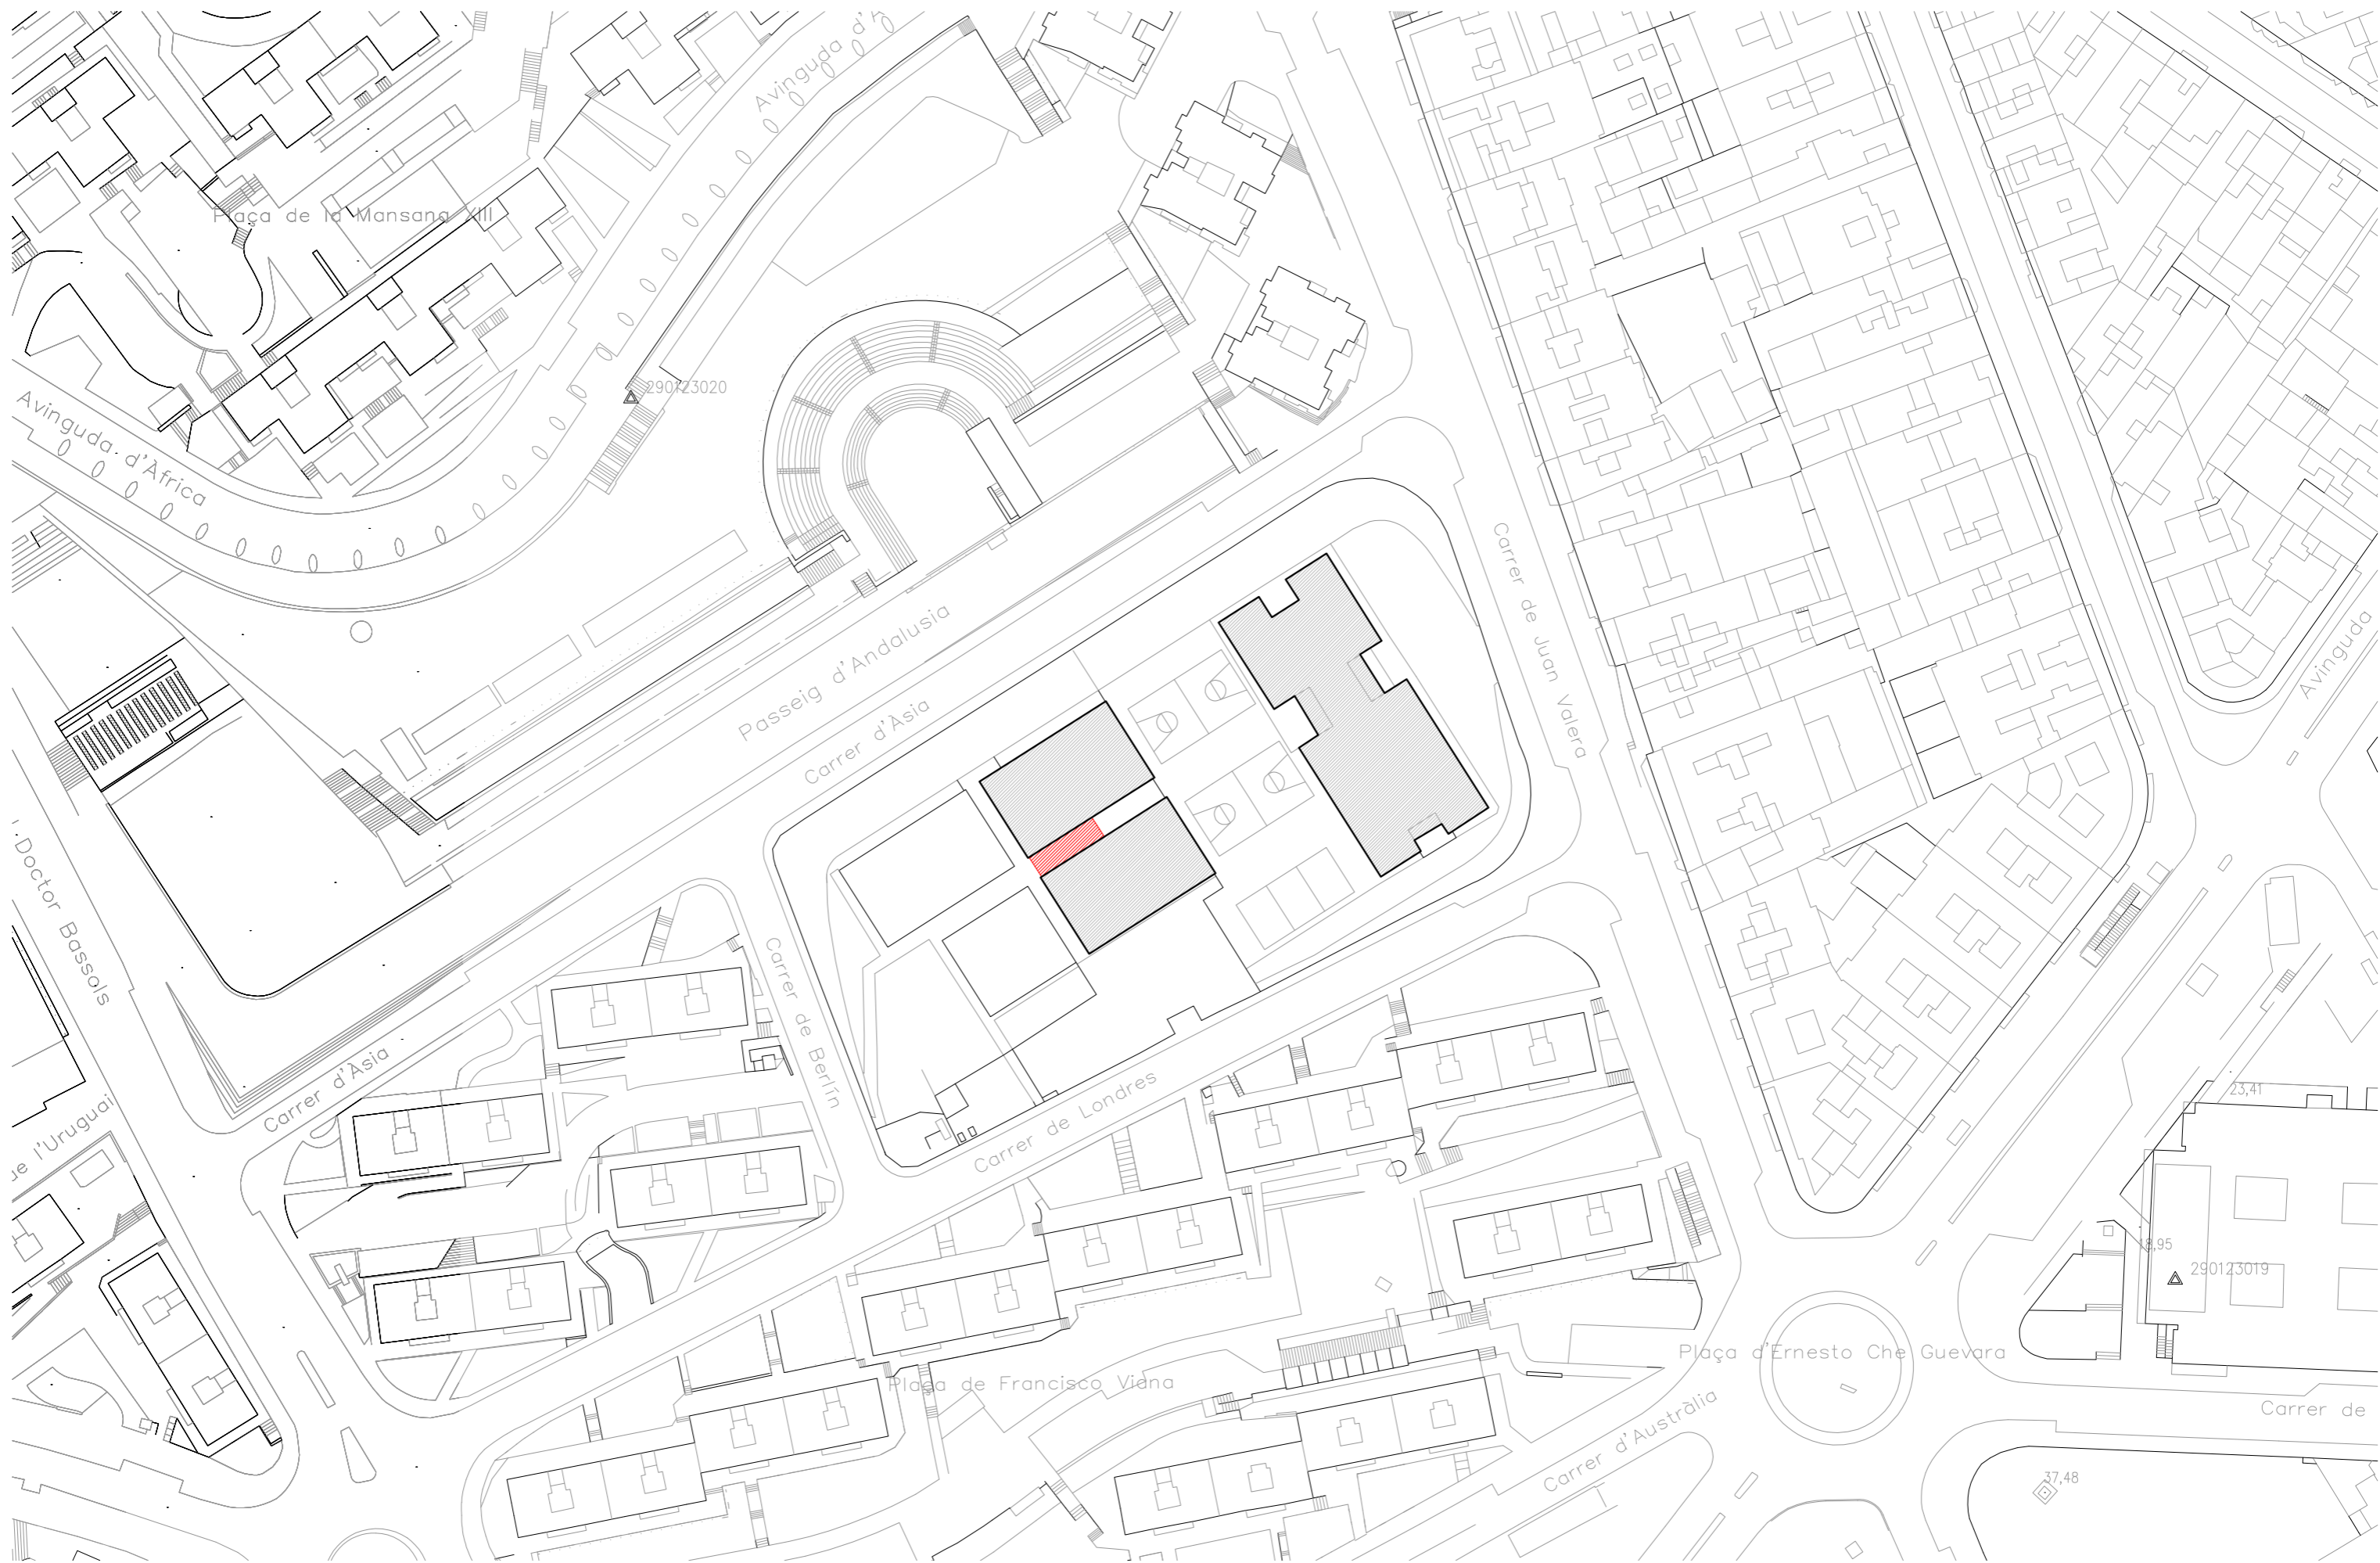 Avinguda d'A
Plaça de la Mansana XIII
290123020
Avinguda d'Àfrica
Passeig d'Andalusia
Carrer d'Àsia
Carrer de Juan Valera
Avinguda
Doctor Bassols
Carrer de Berlín
Carrer d'Àsia
de l'Uruguai
Carrer de Londres
23,41
18,95
290123019
Plaça d'Ernesto Che Guevara
Plaça de Francisco Viana
Carrer d'Austràlia
Carrer de
37,48